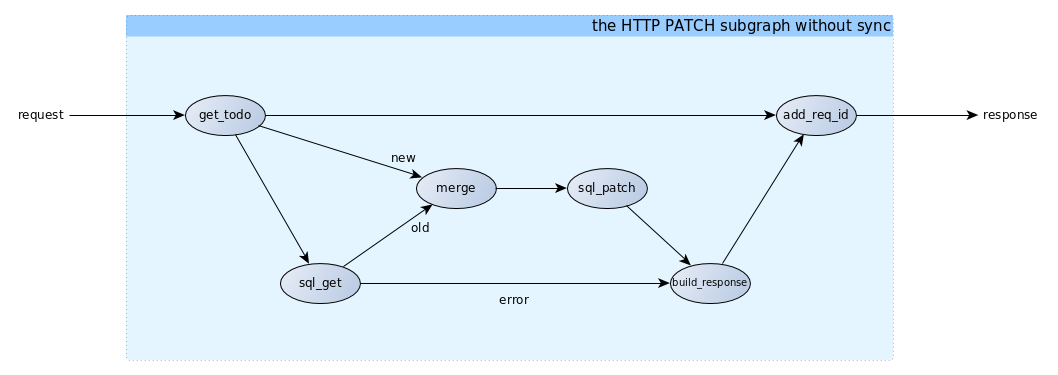 the HTTP PATCH subgraph without sync
request
get_todo
add_req_id
response
new
merge
sql_patch
old
sql_get
build_response
error